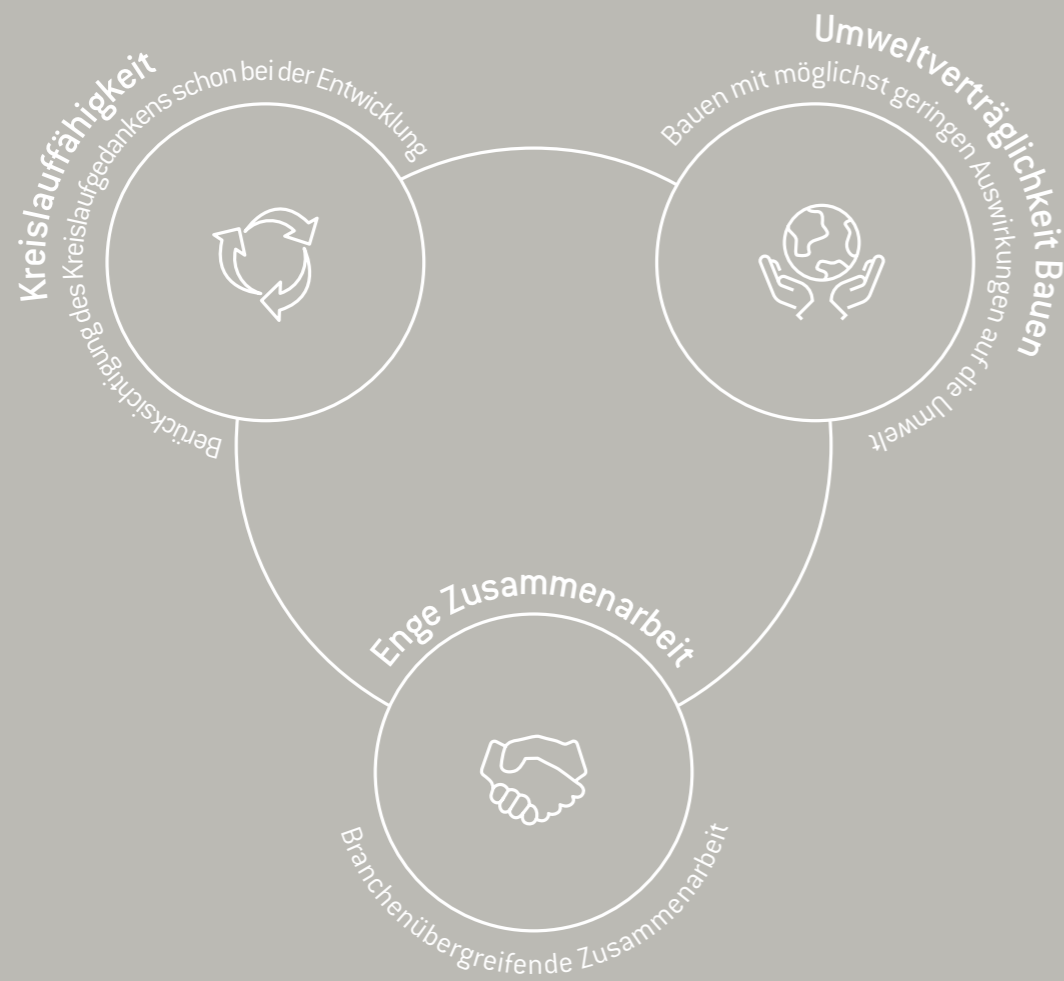 Kreislauffähigkeit
Berücksichtigung des Kreislaufgedankens schon bei der Entwicklung
Umweltverträglichkeit Bauen
Bauen mit möglichst geringen Auswirkungen auf die Umwelt
Enge Zusammenarbeit
Branchenübergreifende Zusammenarbeit